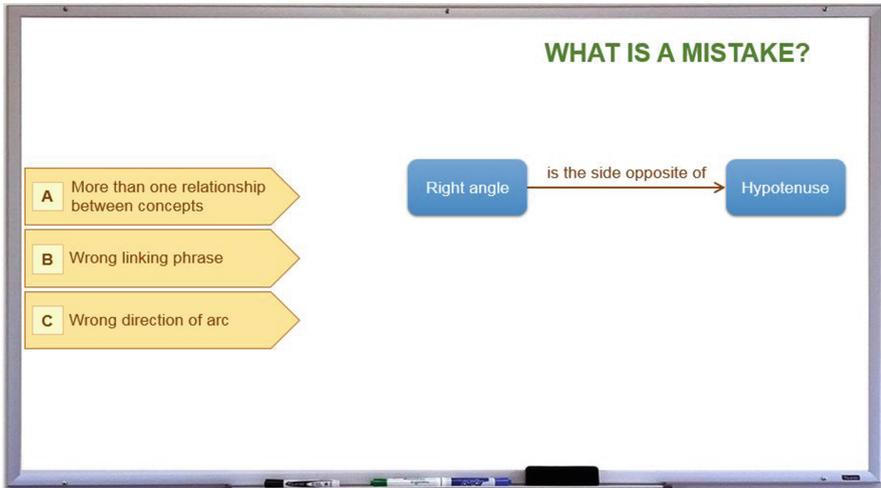 WHAT IS A MISTAKE?
A
More than one relationship
between concepts
B
Wrong linking phrase
C
Wrong direction of arc
Right angle
is the side opposite of
Hypotenuse